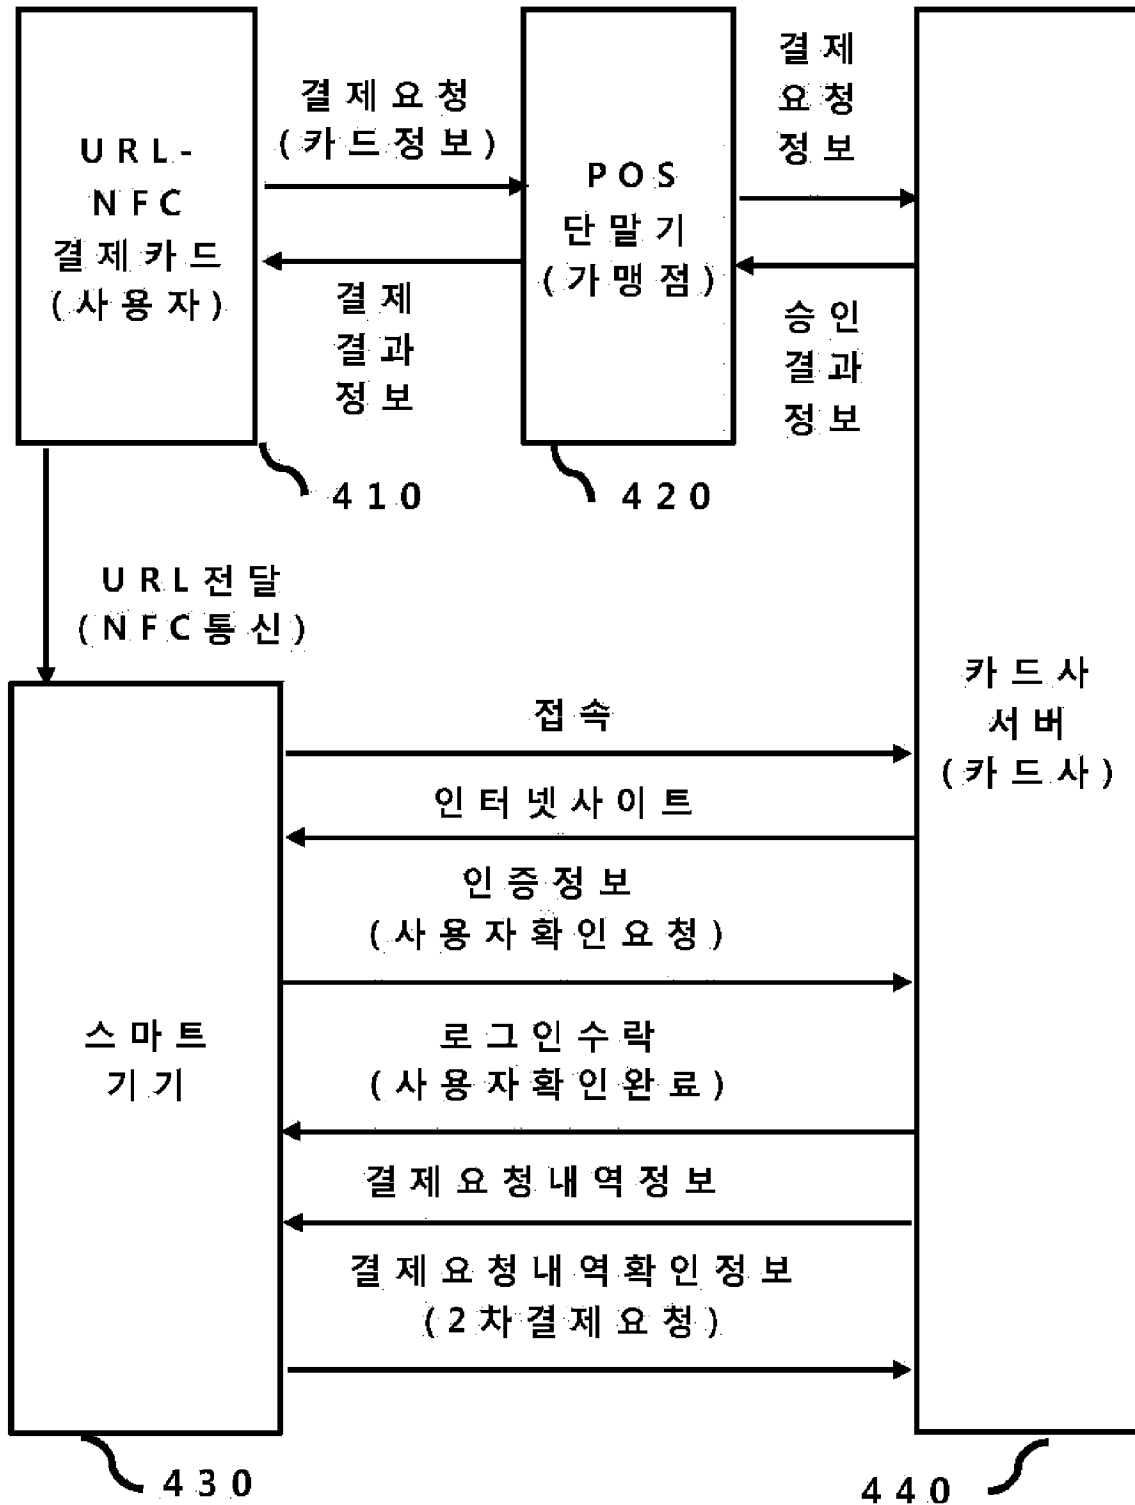 URL-
NFC
결제카드
(사용자)
결제요청
(카드정보)
결제
결과
정보
POS
단말기
(가맹점)
결제
요청
정보
승인
결과
정보
410
420
URL전달
(NFC통신)
카드사
서버
(카드사)
접속
인터넷사이트
인증정보
(사용자확인요청)
스마트
기기
로그인수락
(사용자확인완료)
결제요청내역정보
결제요청내역확인정보
(2차결제요청)
430
440